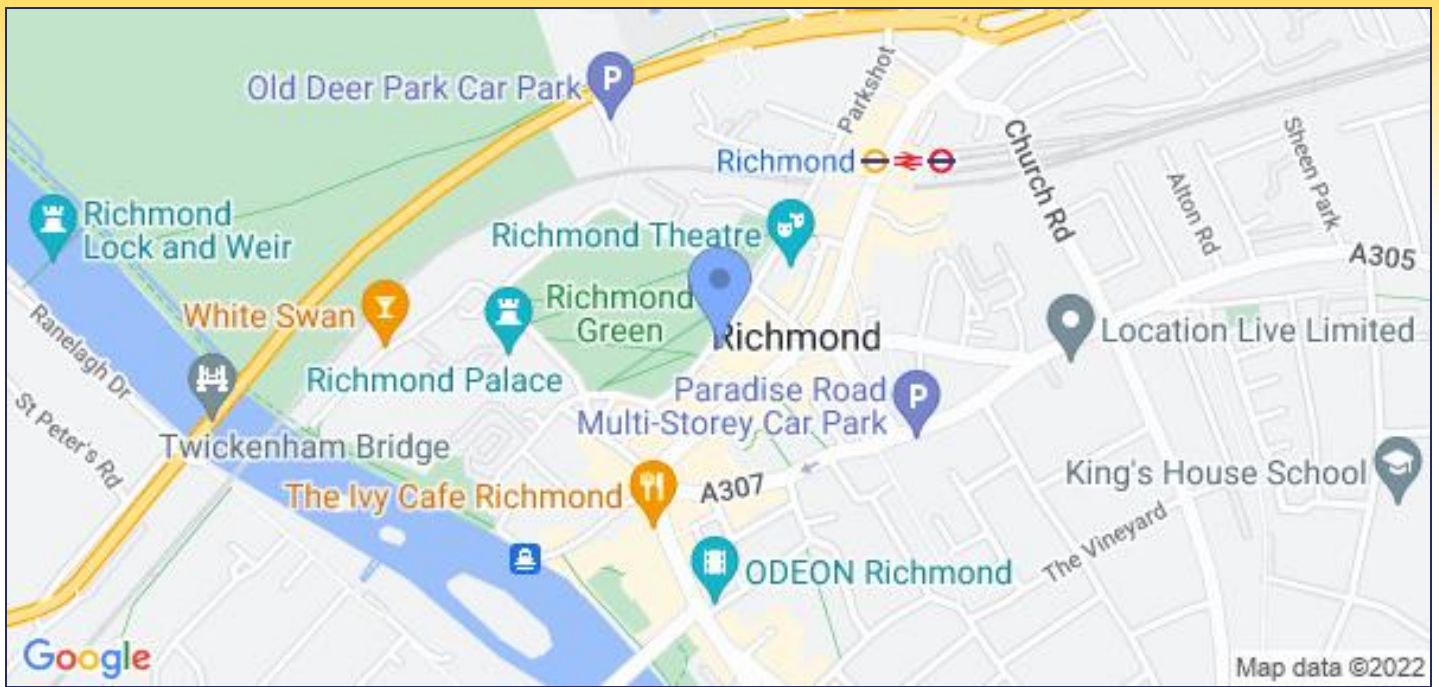 Old Deer Park Car Park
P
Parkshot
Richmond
Church Rd
Sheen Park
Alton Rd
Richmond
Lock and Weir
Richmond Theatre
A305
White Swan
Richmond
Green
Richmond
Location Live Limited
Ranelagh Dr
Richmond Palace
Paradise Road
Multi-Storey Car Park
P
St Peter's Rd
Twickenham Bridge
The Ivy Cafe Richmond
A307
King's House School
The Vineyard
ODEON Richmond
Google
Map data ©2022